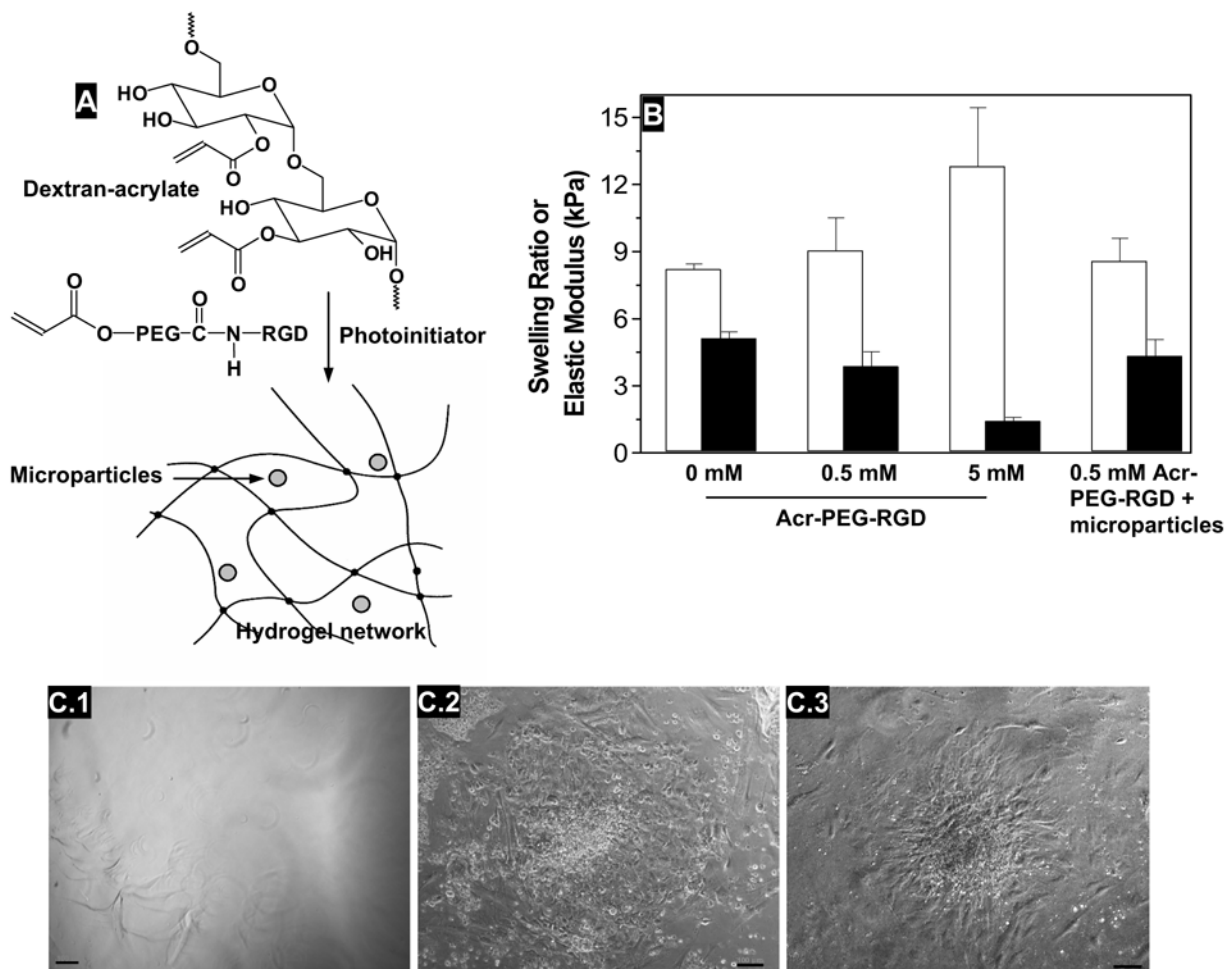 A
O
HO
O
HO
O
O
O
Dextran-acrylate
HO
O
O
OH
O
O
O
O
O
PEG
C
N
RGD
H
Photoinitiator
Microparticles
Hydrogel network
B
Swelling Ratio or
Elastic Modulus (kPa)
15
12
9
6
3
0
0 mM
0.5 mM
5 mM
Acr-PEG-RGD
0.5 mM Acr-
PEG-RGD +
microparticles
C.1
C.2
C.3